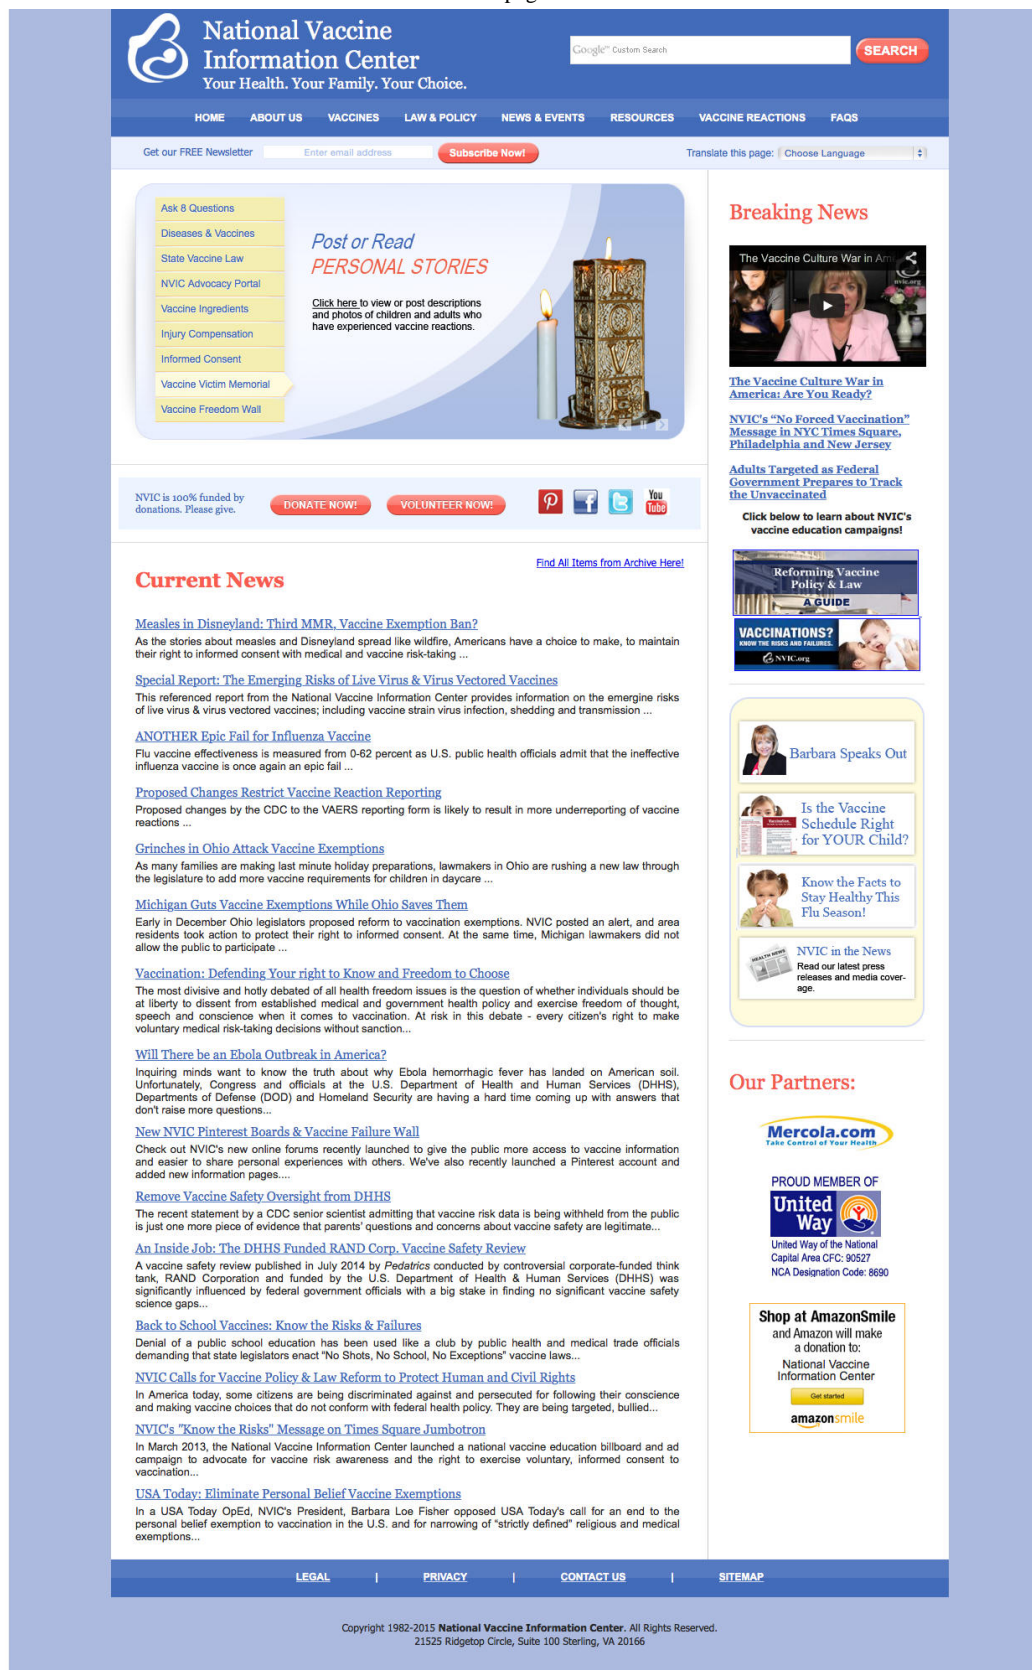 National Vaccine
Information Center
Your Health. Your Family. Your Choice.
Google™ Custom Search
SEARCH
HOME ABOUT US VACCINES LAW & POLICY NEWS & EVENTS RESOURCES VACCINE REACTIONS FAQS
Get our FREE Newsletter Enter email address Subscribe Now! Translate this page: Choose Language
Ask 8 Questions
Diseases & Vaccines
State Vaccine Law
NVIC Advocacy Portal
Vaccine Ingredients
Injury Compensation
Informed Consent
Vaccine Victim Memorial
Vaccine Freedom Wall
Post or Read
PERSONAL STORIES
Click here to view or post descriptions
and photos of children and adults who
have experienced vaccine reactions.
NVIC is 100% funded by
donations. Please give.
DONATE NOW!
VOLUNTEER NOW!
You
Tube
Find All Items from Archive Here!
Current News
Measles in Disneyland: Third MMR, Vaccine Exemption Ban?
As the stories about measles and Disneyland spread like wildfire, Americans have a choice to make, to maintain
their right to informed consent with medical and vaccine risk-taking ...
Special Report: The Emerging Risks of Live Virus & Virus Vectored Vaccines
This referenced report from the National Vaccine Information Center provides information on the emergine risks
of live virus & virus vectored vaccines; including vaccine strain virus infection, shedding and transmission ...
ANOTHER Epic Fail for Influenza Vaccine
Flu vaccine effectiveness is measured from 0-62 percent as U.S. public health officials admit that the ineffective
influenza vaccine is once again an epic fail ...
Proposed Changes Restrict Vaccine Reaction Reporting
Proposed changes by the CDC to the VAERS reporting form is likely to result in more underreporting of vaccine
reactions ...
Grinches in Ohio Attack Vaccine Exemptions
As many families are making last minute holiday preparations, lawmakers in Ohio are rushing a new law through
the legislature to add more vaccine requirements for children in daycare ...
Michigan Guts Vaccine Exemptions While Ohio Saves Them
Early in December Ohio legislators proposed reform to vaccination exemptions. NVIC posted an alert, and area
residents took action to protect their right to informed consent. At the same time, Michigan lawmakers did not
allow the public to participate ...
Vaccination: Defending Your right to Know and Freedom to Choose
The most divisive and hotly debated of all health freedom issues is the question of whether individuals should be
at liberty to dissent from established medical and government health policy and exercise freedom of thought,
speech and conscience when it comes to vaccination. At risk in this debate - every citizen's right to make
voluntary medical risk-taking decisions without sanction...
Will There be an Ebola Outbreak in America?
Inquiring minds want to know the truth about why Ebola hemorrhagic fever has landed on American soil.
Unfortunately, Congress and officials at the U.S. Department of Health and Human Services (DHHS),
Departments of Defense (DOD) and Homeland Security are having a hard time coming up with answers that
don't raise more questions...
New NVIC Pinterest Boards & Vaccine Failure Wall
Check out NVIC's new online forums recently launched to give the public more access to vaccine information
and easier to share personal experiences with others. We've also recently launched a Pinterest account and
added new information pages....
Remove Vaccine Safety Oversight from DHHS
The recent statement by a CDC senior scientist admitting that vaccine risk data is being withheld from the public
is just one more piece of evidence that parents' questions and concerns about vaccine safety are legitimate...
An Inside Job: The DHHS Funded RAND Corp. Vaccine Safety Review
A vaccine safety review published in July 2014 by Pedatrics conducted by controversial corporate-funded think
tank, RAND Corporation and funded by the U.S. Department of Health & Human Services (DHHS) was
significantly influenced by federal government officials with a big stake in finding no significant vaccine safety
science gaps...
Back to School Vaccines: Know the Risks & Failures
Denial of a public school education has been used like a club by public health and medical trade officials
demanding that state legislators enact "No Shots, No School, No Exceptions" vaccine laws...
NVIC Calls for Vaccine Policy & Law Reform to Protect Human and Civil Rights
In America today, some citizens are being discriminated against and persecuted for following their conscience
and making vaccine choices that do not conform with federal health policy. They are being targeted, bullied...
NVIC's "Know the Risks" Message on Times Square Jumbotron
In March 2013, the National Vaccine Information Center launched a national vaccine education billboard and ad
campaign to advocate for vaccine risk awareness and the right to exercise voluntary, informed consent to
vaccination...
USA Today: Eliminate Personal Belief Vaccine Exemptions
In a USA Today OpEd, NVIC's President, Barbara Loe Fisher opposed USA Today's call for an end to the
personal belief exemption to vaccination in the U.S. and for narrowing of "strictly defined" religious and medical
exemptions...
Breaking News
The Vaccine Culture War in Am
nvic.org
The Vaccine Culture War in
America: Are You Ready?
NVIC's "No Forced Vaccination"
Message in NYC Times Square,
Philadelphia and New Jersey
Adults Targeted as Federal
Government Prepares to Track
the Unvaccinated
Click below to learn about NVIC's
vaccine education campaigns!
Reforming Vaccine
Policy & Law
A GUIDE
VACCINATIONS?
KNOW THE RISKS AND FAILURES.
NVIC.org
Barbara Speaks Out
Is the Vaccine
Schedule Right
for YOUR Child?
Know the Facts to
Stay Healthy This
Flu Season!
HEALTH NEWS
NVIC in the News
Read our latest press
releases and media cover-
age.
Our Partners:
Mercola.com
Take Control of Your Health
PROUD MEMBER OF
United
Way
United Way of the National
Capital Area CFC: 90527
NCA Designation Code: 8690
Shop at AmazonSmile
and Amazon will make
a donation to:
National Vaccine
Information Center
Get started
amazonsmile
LEGAL | PRIVACY | CONTACT US | SITEMAP
Copyright 1982-2015 National Vaccine Information Center. All Rights Reserved.
21525 Ridgetop Circle, Suite 100 Sterling, VA 20166